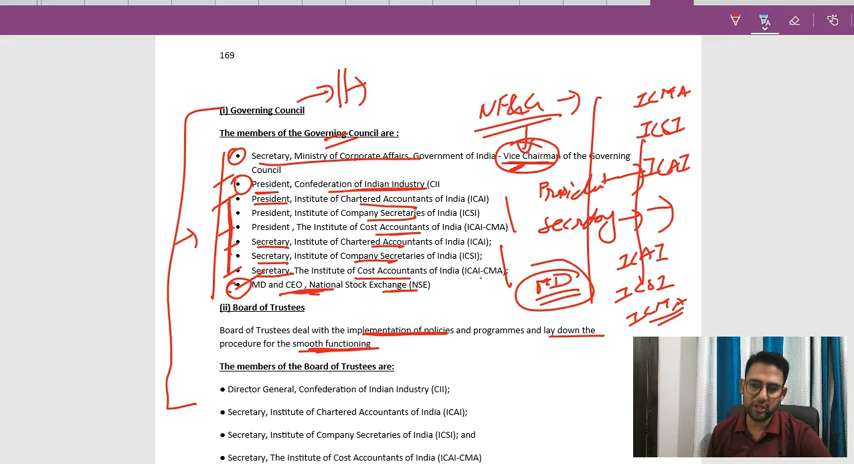 169
(i) Governing Council
The members of the Governing Council are :
• Secretary, Ministry of Corporate Affairs, Government of India - Vice Chairman of the Governing
Council
• President, Confederation of Indian Industry (CII
• President, Institute of Chartered Accountants of India (ICAI)
• President, Institute of Company Secretaries of India (ICSI)
• President , The Institute of Cost Accountants of India (ICAI-CMA)
• Secretary, Institute of Chartered Accountants of India (ICAI);
• Secretary, Institute of Company Secretaries of India (ICSI);
• Secretary, The Institute of Cost Accountants of India (ICAI-CMA);
• MD and CEO , National Stock Exchange (NSE)
(ii) Board of Trustees
Board of Trustees deal with the implementation of policies and programmes and lay down the
procedure for the smooth functioning
The members of the Board of Trustees are:
● Director General, Confederation of Indian Industry (CII);
● Secretary, Institute of Chartered Accountants of India (ICAI);
● Secretary, Institute of Company Secretaries of India (ICSI); and
● Secretary, The Institute of Cost Accountants of India (ICAI-CMA)
ICMA
ICSI
ICAI
President
Secretary
ICAI
ICSI
ICMA
MD